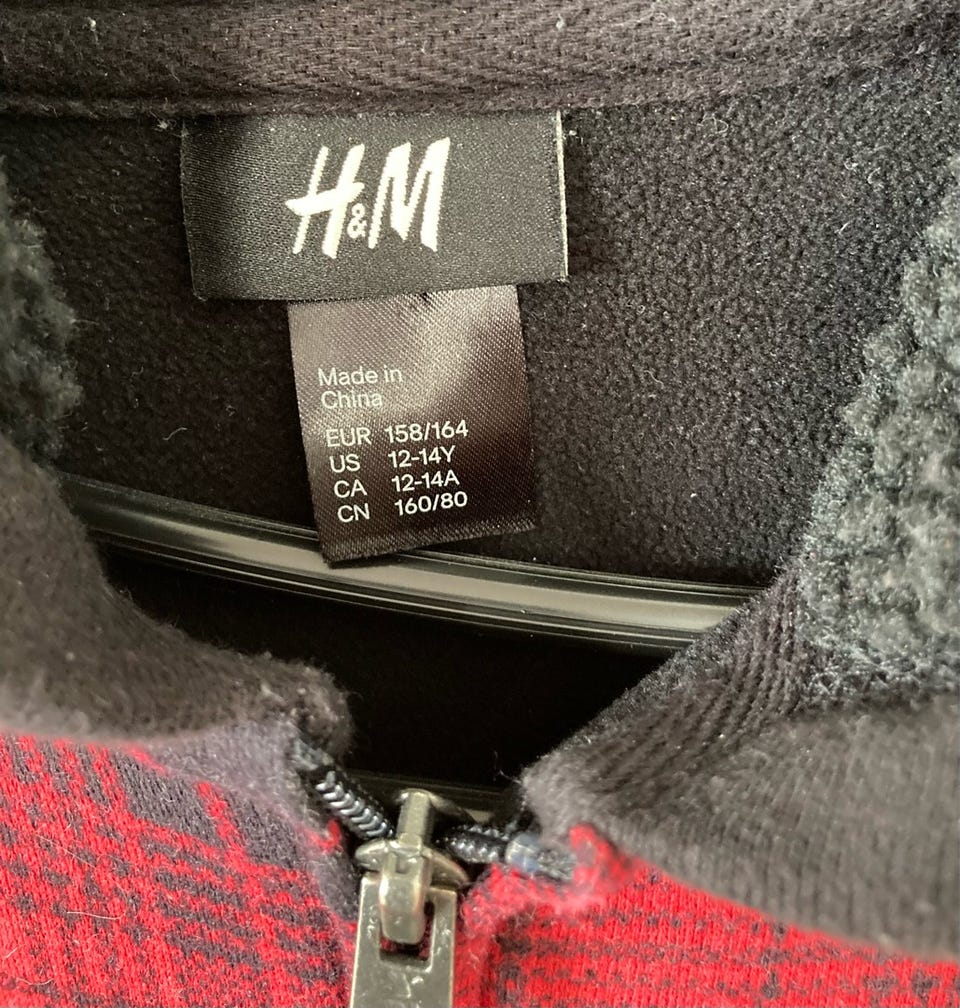 H&M
Made in
China
EUR 158/164
US 12-14Y
CA 12-14A
CN 160/80